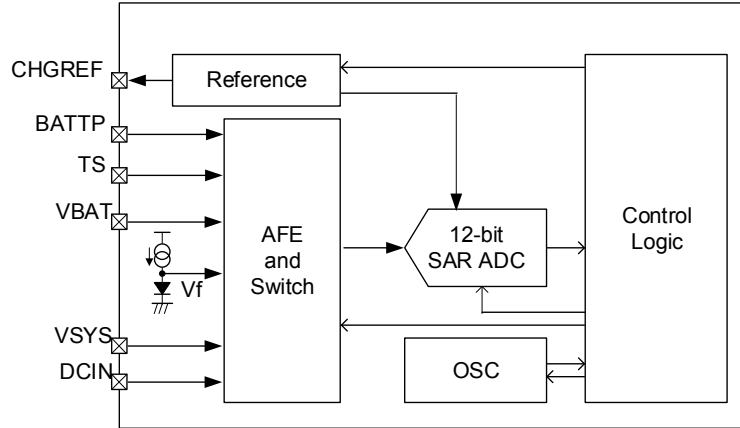 CHGREF
Reference
BATTP
TS
VBAT
AFE
and
Switch
12-bit
SAR ADC
Control
Logic
Vf
VSYS
DCIN
OSC